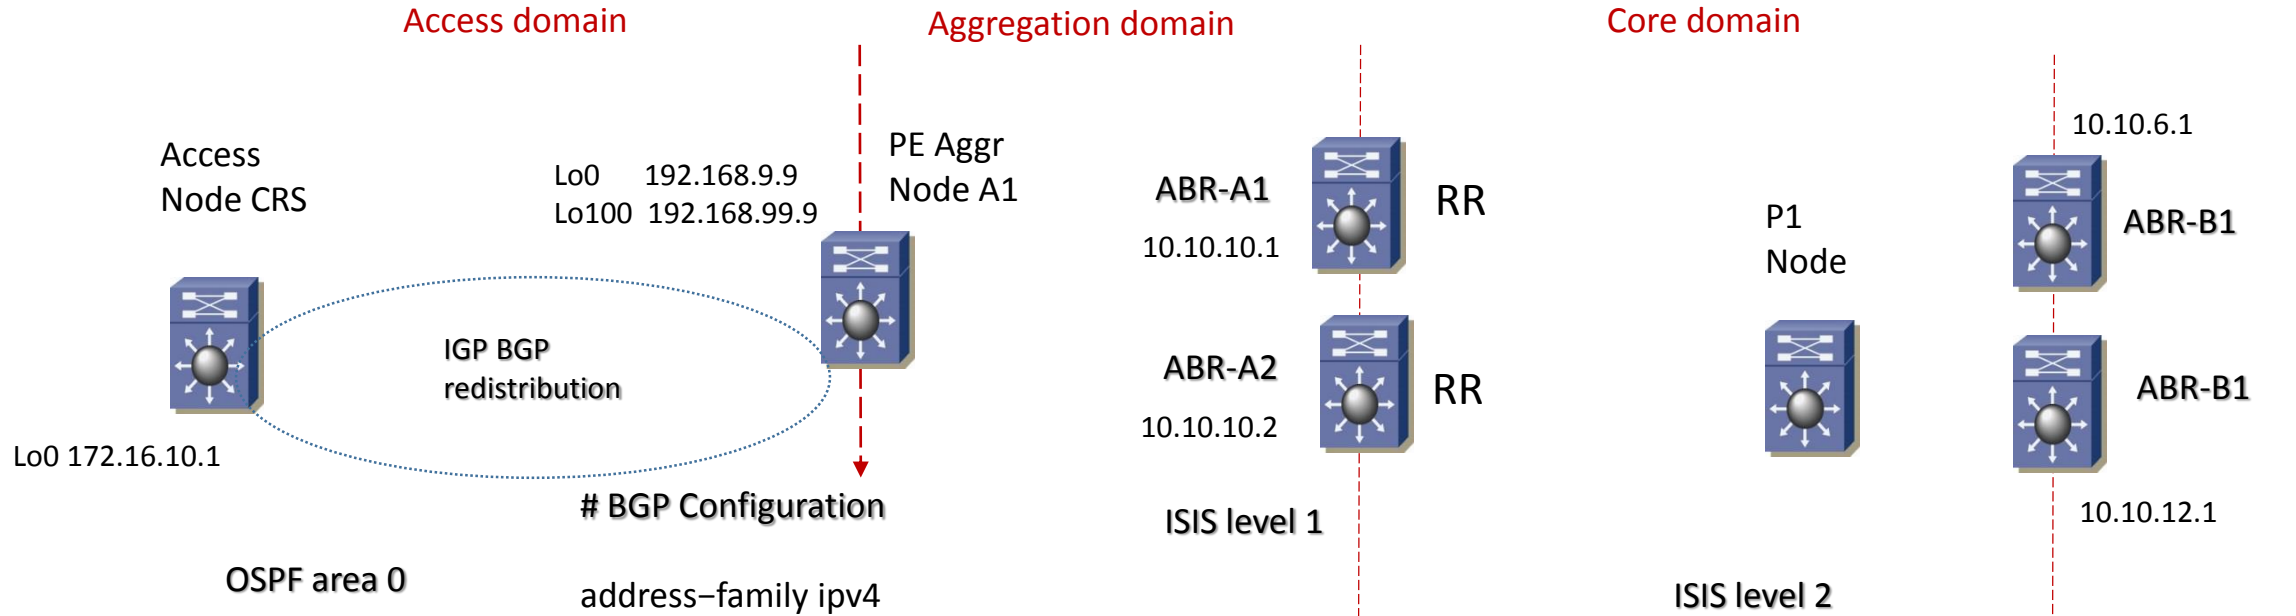 Access domain
Aggregation domain
Core domain
Access
Node CRS
Lo0 192.168.9.9
Lo100 192.168.99.9
PE Aggr
Node A1
ABR-A1
10.10.10.1
RR
P1
Node
10.10.6.1
ABR-B1
IGP BGP
redistribution
ABR-A2
10.10.10.2
RR
ABR-B1
Lo0 172.16.10.1
# BGP Configuration
ISIS level 1
10.10.12.1
OSPF area 0
address−family ipv4
ISIS level 2